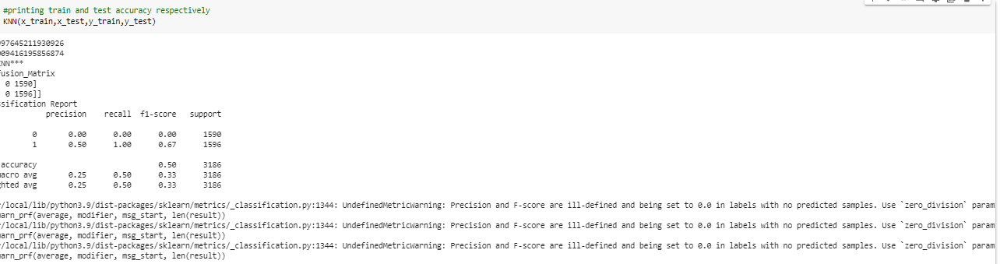 #printing train and test accuracy respectively
KNN(x_train,x_test,y_train,y_test)
97645211930926
009416195856874
NN***
fusion_Matrix
0 1590]
0 1596]]
ssification Report
precision recall f1-score support
0 0.00 0.00 0.00 1590
1 0.50 1.00 0.67 1596
accuracy 0.50 3186
acro avg 0.25 0.50 0.33 3186
ghted avg 0.25 0.50 0.33 3186
/local/lib/python3.9/dist-packages/sklearn/metrics/_classification.py:1344: UndefinedMetricWarning: Precision and F-score are ill-defined and being set to 0.0 in labels with no predicted samples. Use `zero_division` param
warn_prf(average, modifier, msg_start, len(result))
/local/lib/python3.9/dist-packages/sklearn/metrics/_classification.py:1344: UndefinedMetricWarning: Precision and F-score are ill-defined and being set to 0.0 in labels with no predicted samples. Use `zero_division` param
warn_prf(average, modifier, msg_start, len(result))
/local/lib/python3.9/dist-packages/sklearn/metrics/_classification.py:1344: UndefinedMetricWarning: Precision and F-score are ill-defined and being set to 0.0 in labels with no predicted samples. Use `zero_division` param
warn_prf(average, modifier, msg_start, len(result))